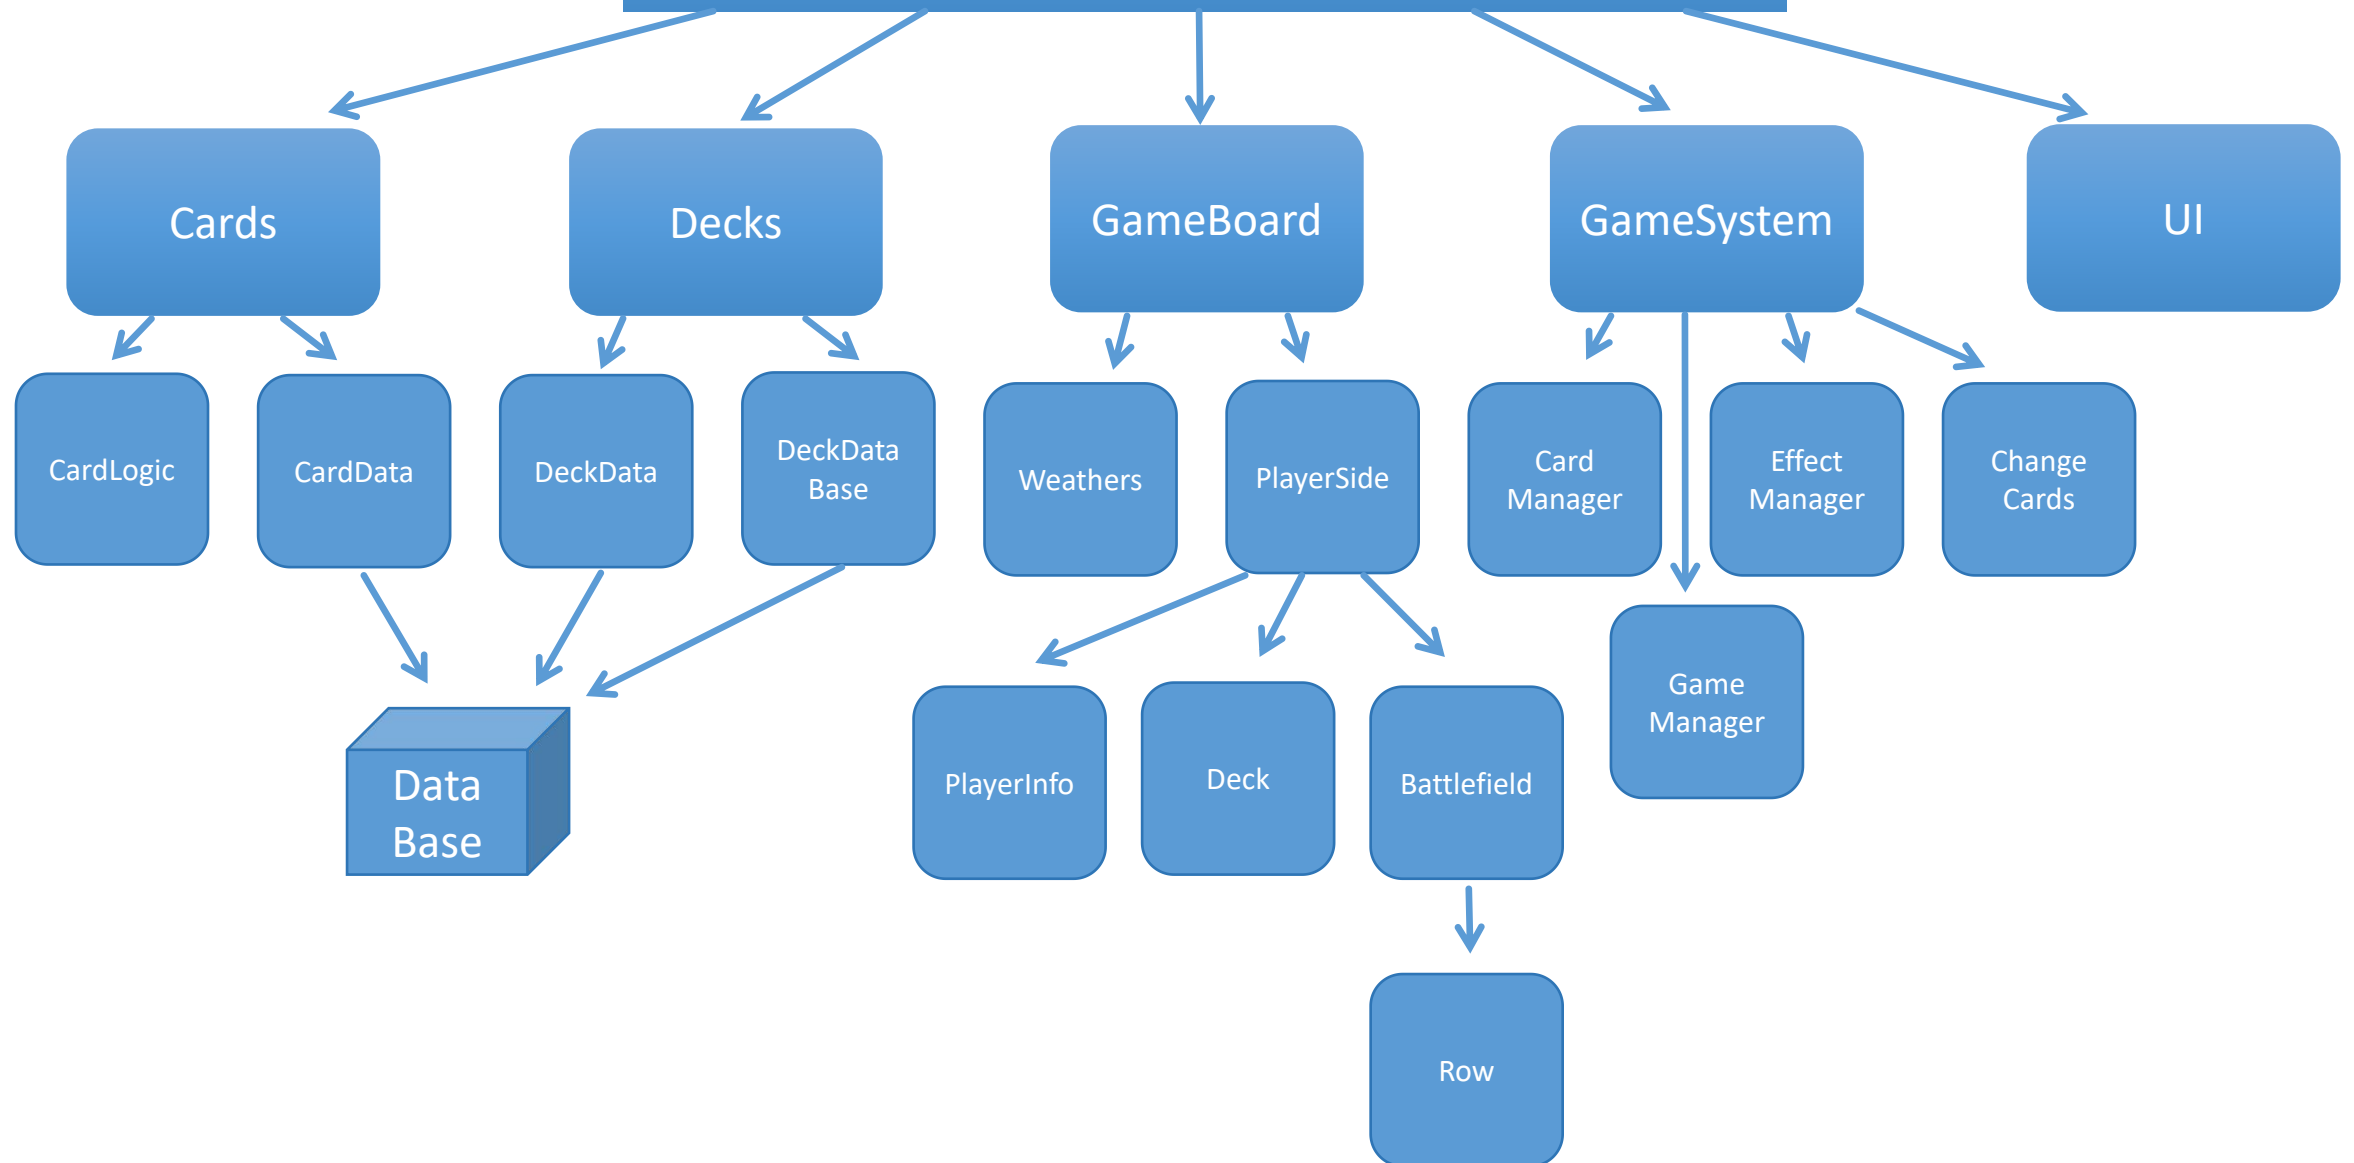 Cards
Decks
GameBoard
GameSystem
UI
CardLogic
CardData
DeckData
DeckData
Base
Weathers
PlayerSide
Card
Manager
Effect
Manager
Change
Cards
Game
Manager
Data
Base
PlayerInfo
Deck
Battlefield
Row